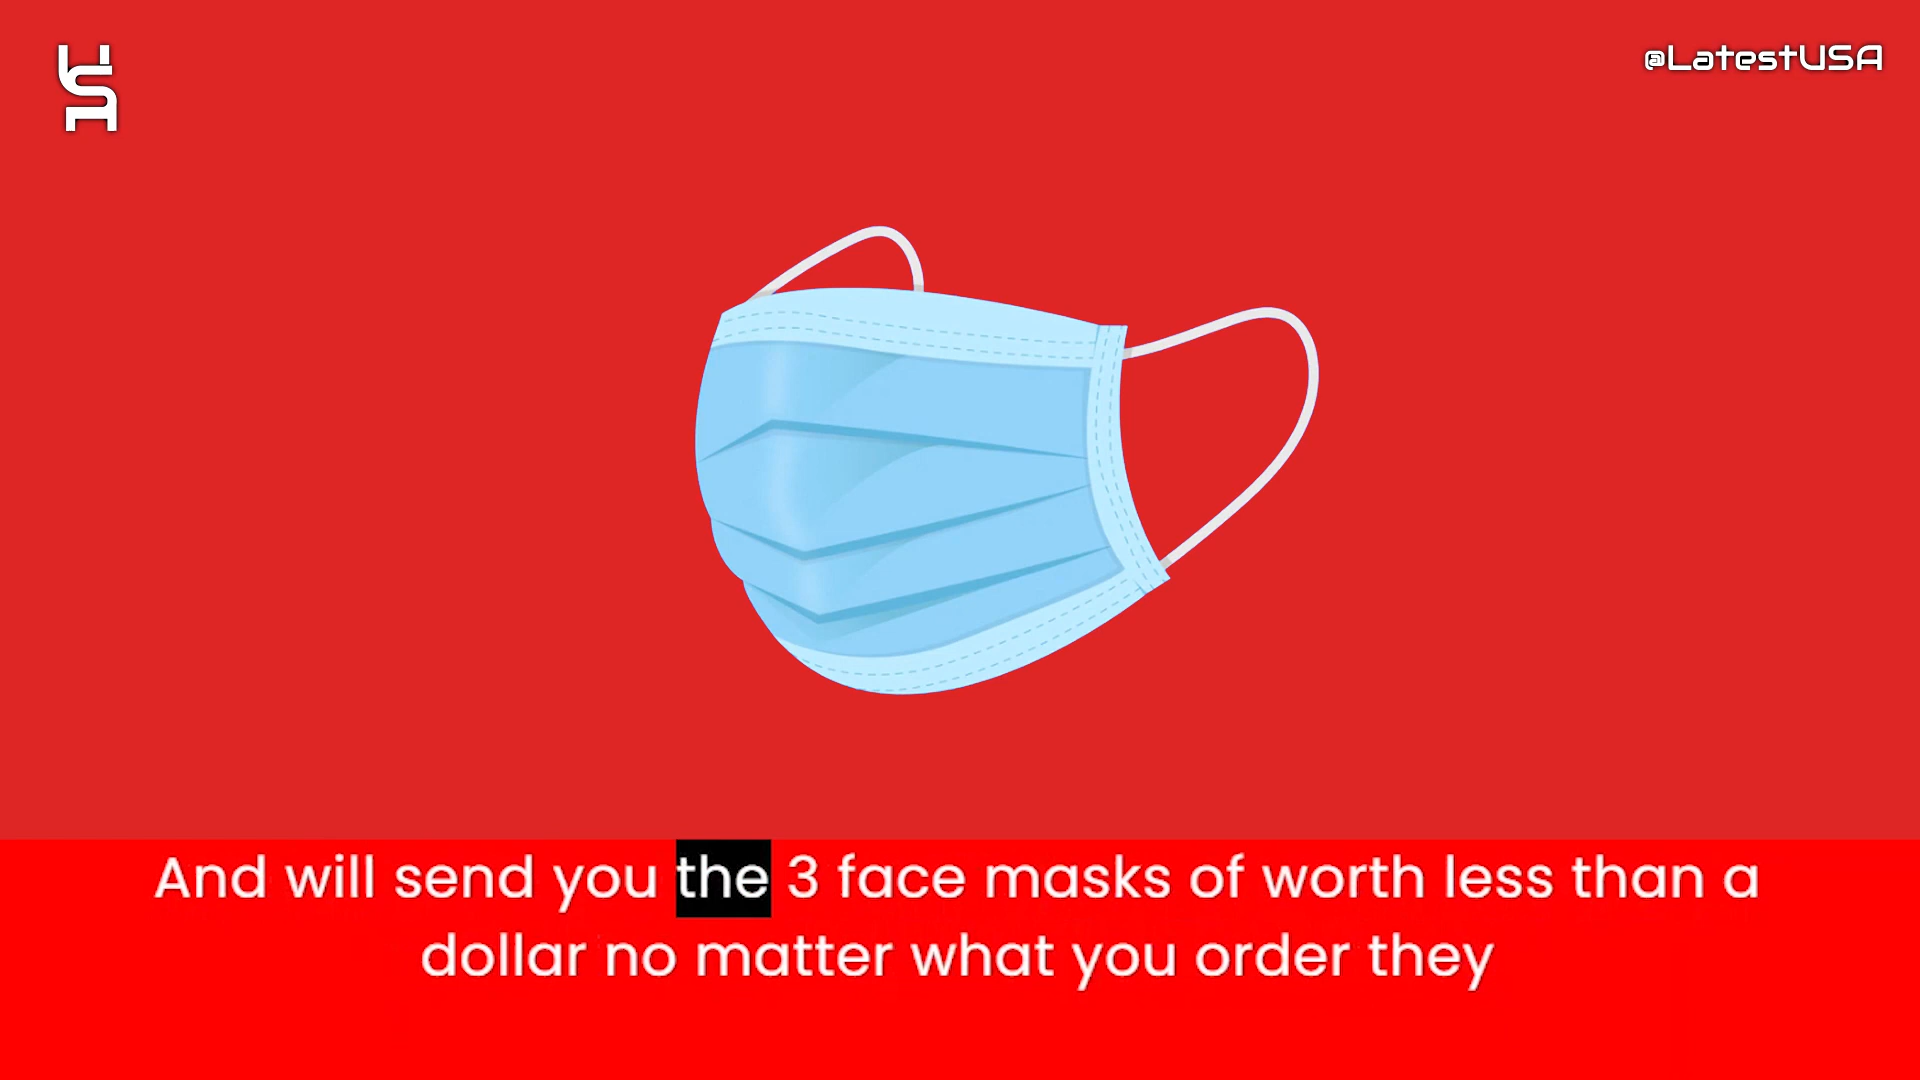 USA
@LatestUSA
And will send you the 3 face masks of worth less than a
dollar no matter what you order they